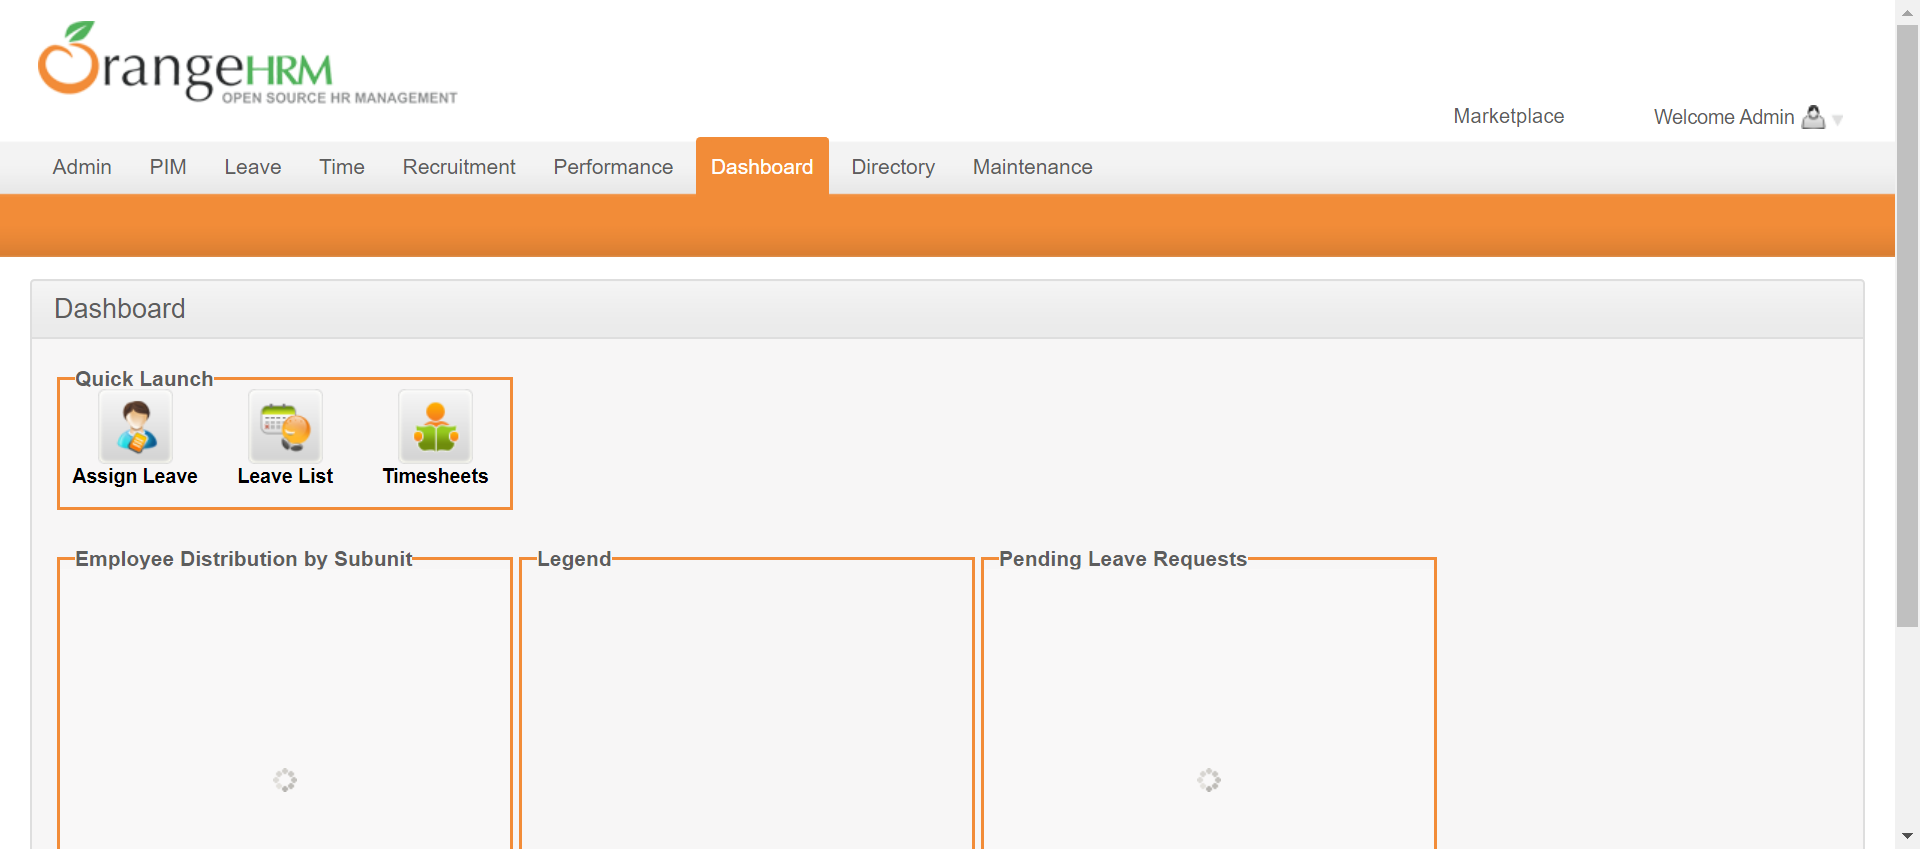 OrangeHRM
OPEN SOURCE HR MANAGEMENT
Marketplace
Welcome Admin
Admin
PIM
Leave
Time
Recruitment
Performance
Dashboard
Directory
Maintenance
Dashboard
Quick Launch
Assign Leave
Leave List
Timesheets
Employee Distribution by Subunit
Legend
Pending Leave Requests